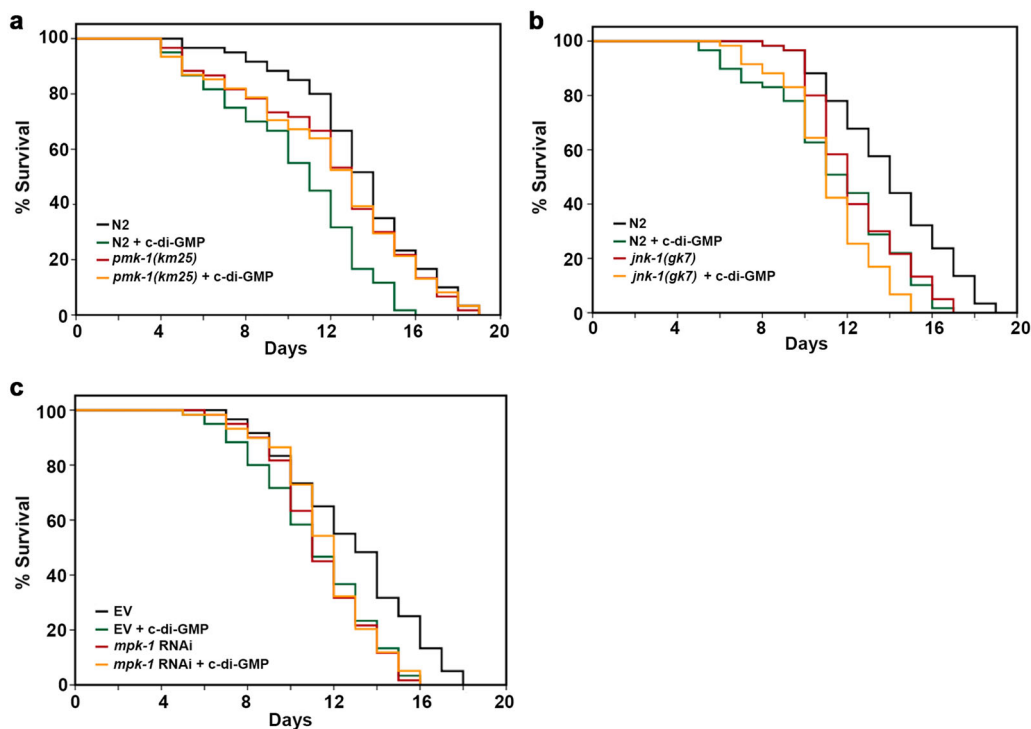 a
% Survival
100
80
60
40
20
0
N2
N2 + c-di-GMP
pmk-1(km25)
pmk-1(km25) + c-di-GMP
0 4 8 12 16 20
Days
b
% Survival
100
80
60
40
20
0
N2
N2 + c-di-GMP
jnk-1(gk7)
jnk-1(gk7) + c-di-GMP
0 4 8 12 16 20
Days
c
% Survival
100
80
60
40
20
0
EV
EV + c-di-GMP
mpk-1 RNAi
mpk-1 RNAi + c-di-GMP
0 4 8 12 16 20
Days